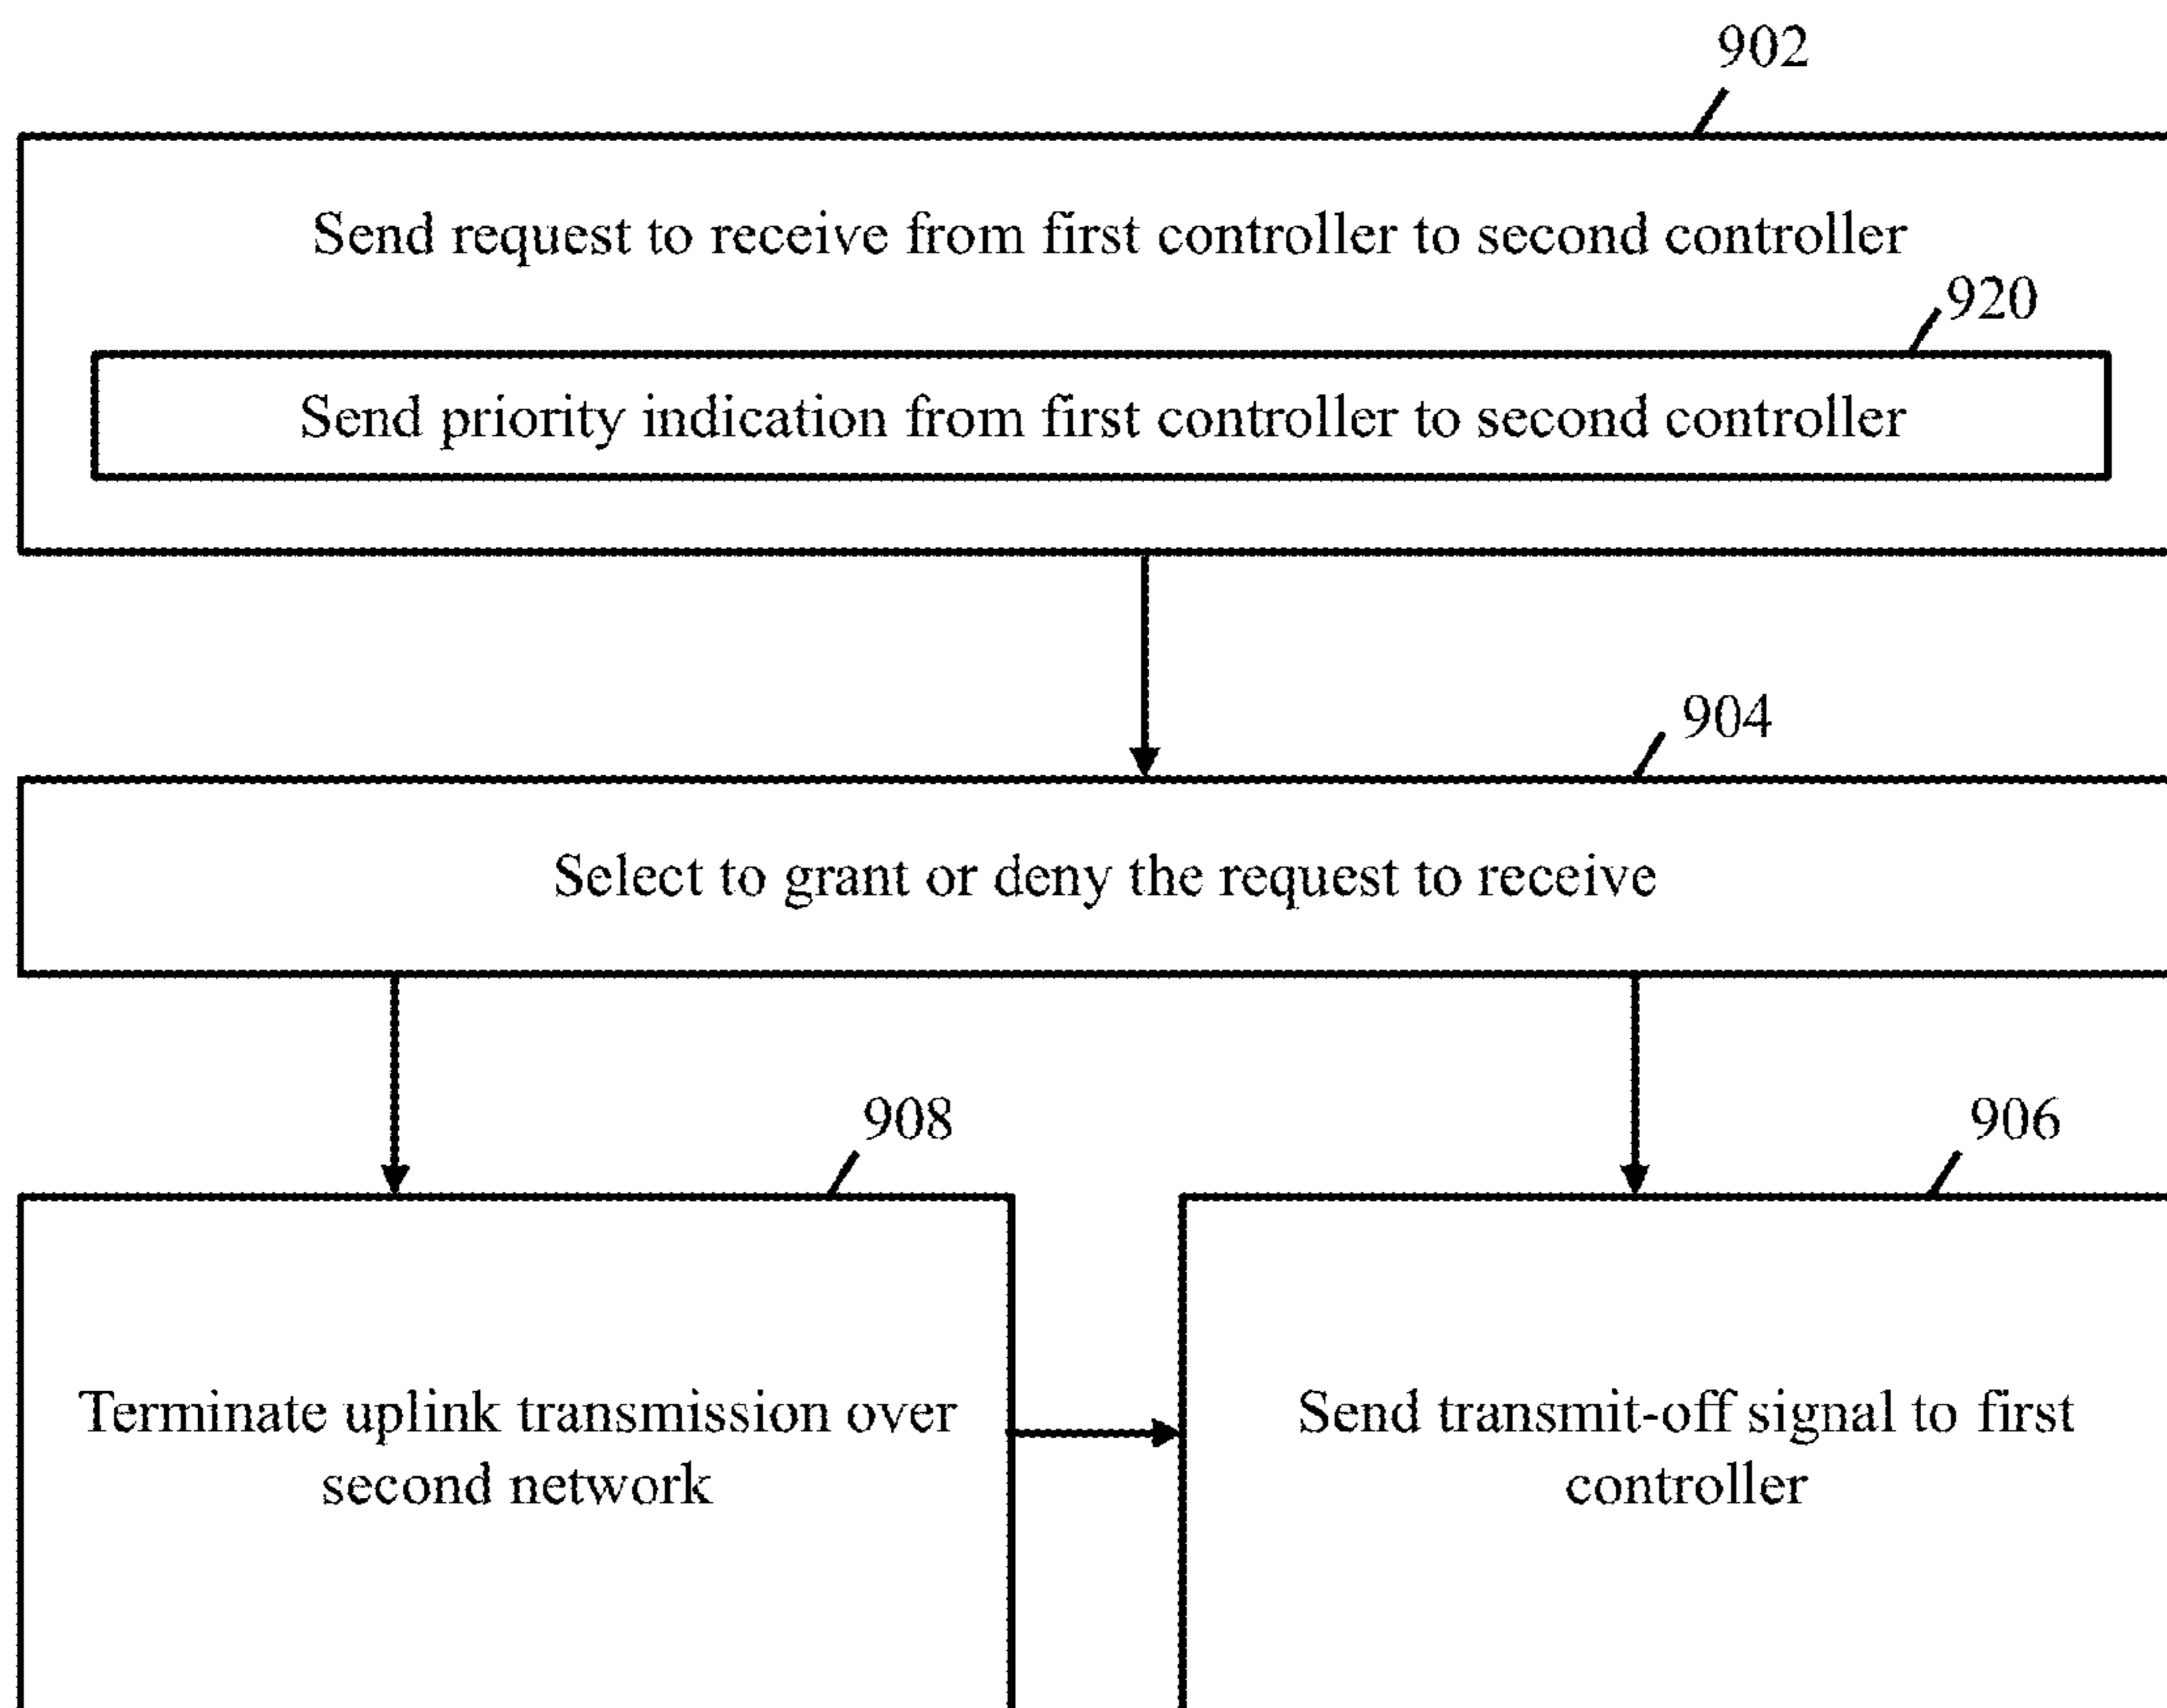 902
Send request to receive from first controller to second controller
920
Send priority indication from first controller to second controller
904
Select to grant or deny the request to receive
908
906
Terminate uplink transmission over
second network
Send transmit-off signal to first
controller